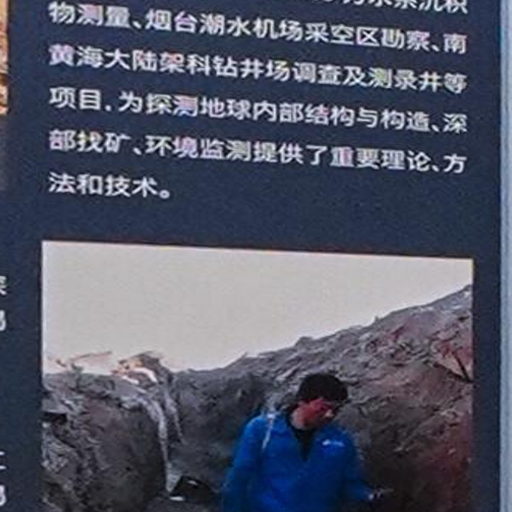 物测量、烟台潮水机场采空区勘察、南
黄海大陆架科钻井场调查及测录井等
项目,为探测地球内部结构与构造、深
部找矿、环境监测提供了重要理论、方
法和技术。